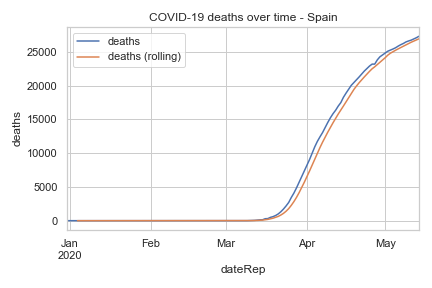 COVID-19 deaths over time - Spain
deaths
deaths (rolling)
25000
20000
15000
10000
5000
0
deaths
Jan
2020
Feb
Mar
Apr
May
dateRep